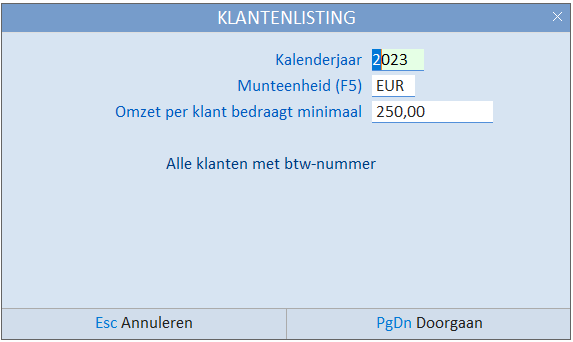 KLANTENLISTING
Kalenderjaar 2023
Munteenheid (F5) EUR
Omzet per klant bedraagt minimaal 250,00
Alle klanten met btw-nummer
Esc Annuleren PgDn Doorgaan